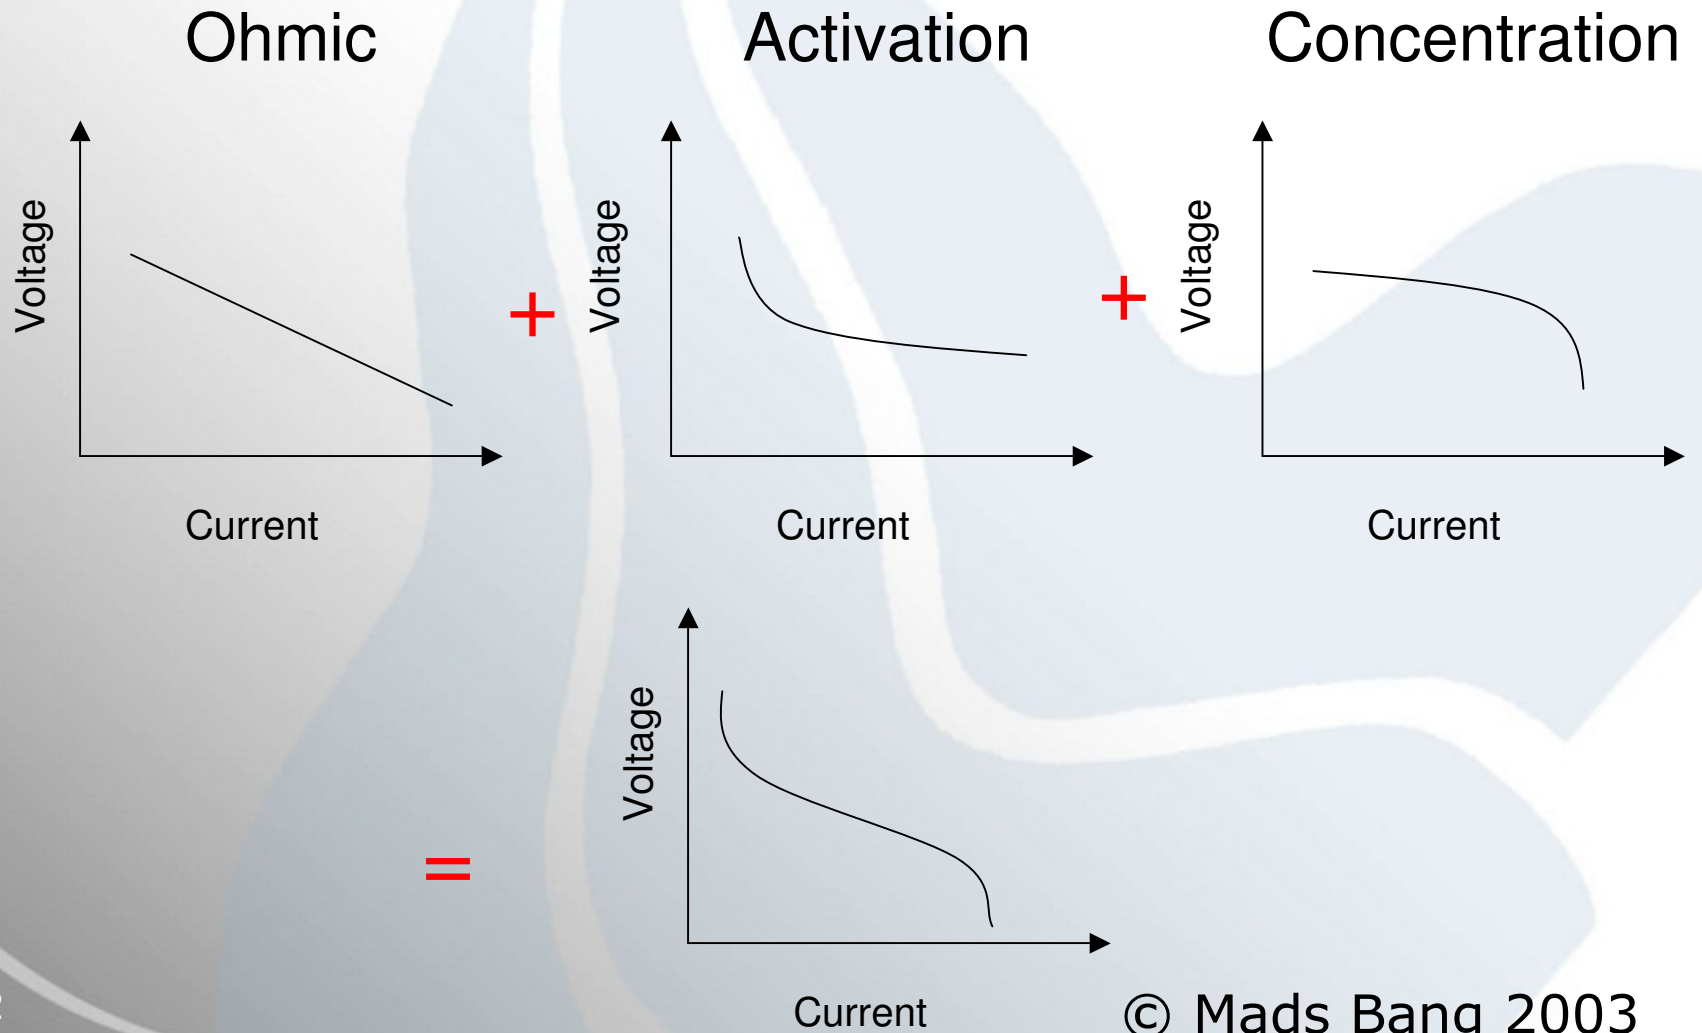 Ohmic
Activation
Concentration
Voltage
Voltage
Voltage
+
+
Current
Current
Current
Voltage
=
Current
© Mads Bang 2003